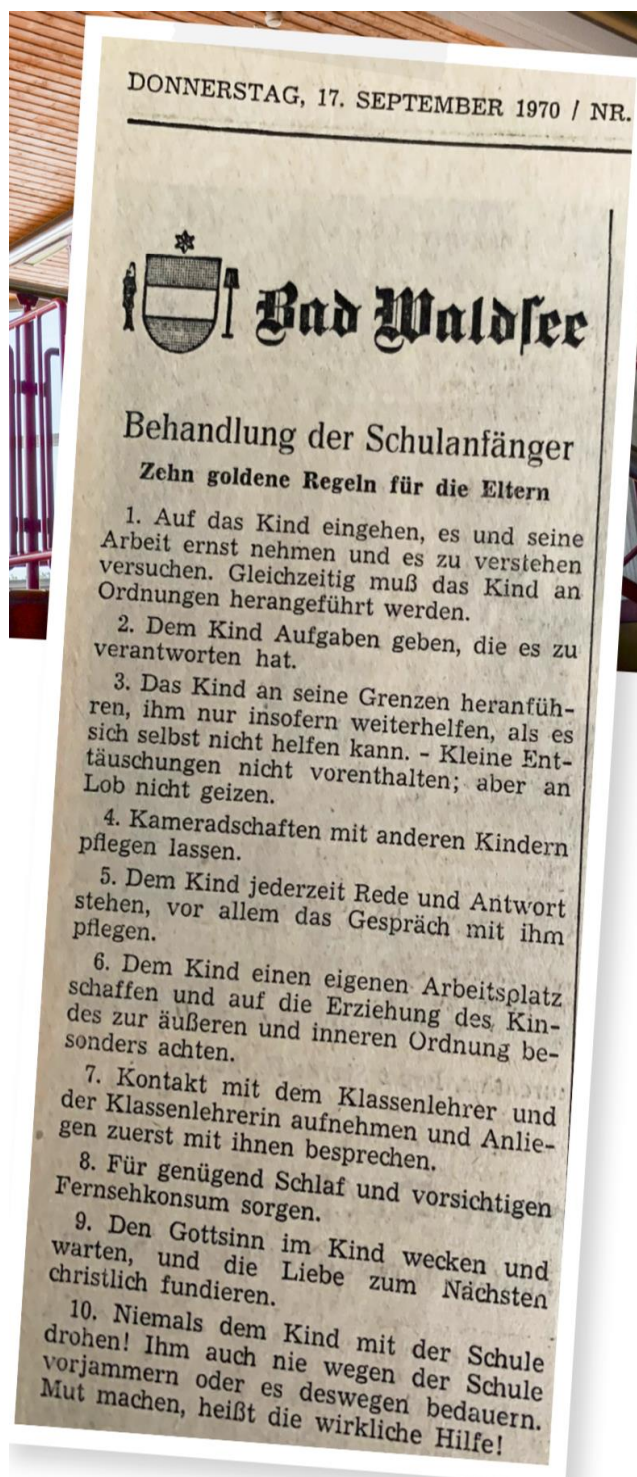 DONNERSTAG, 17. SEPTEMBER 1970 / NR.
Bad Waldsee
Behandlung der Schulanfänger
Zehn goldene Regeln für die Eltern
1. Auf das Kind eingehen, es und seine
Arbeit ernst nehmen und es zu verstehen
versuchen. Gleichzeitig muß das Kind an
Ordnungen herangeführt werden.
2. Dem Kind Aufgaben geben, die es zu
verantworten hat.
3. Das Kind an seine Grenzen heranfüh-
ren, ihm nur insofern weiterhelfen, als es
sich selbst nicht helfen kann. – Kleine Ent-
täuschungen nicht vorenthalten; aber an
Lob nicht geizen.
4. Kameradschaften mit anderen Kindern
pflegen lassen.
5. Dem Kind jederzeit Rede und Antwort
stehen, vor allem das Gespräch mit ihm
pflegen.
6. Dem Kind einen eigenen Arbeitsplatz
schaffen und auf die Erziehung des Kin-
des zur äußeren und inneren Ordnung be-
sonders achten.
7. Kontakt mit dem Klassenlehrer und
der Klassenlehrerin aufnehmen und Anlie-
gen zuerst mit ihnen besprechen.
8. Für genügend Schlaf und vorsichtigen
Fernsehkonsum sorgen.
9. Den Gottsinn im Kind wecken und
warten, und die Liebe zum Nächsten
christlich fundieren.
10. Niemals dem Kind mit der Schule
drohen! Ihm auch nie wegen der Schule
vorjammern oder es deswegen bedauern.
Mut machen, heißt die wirkliche Hilfe!